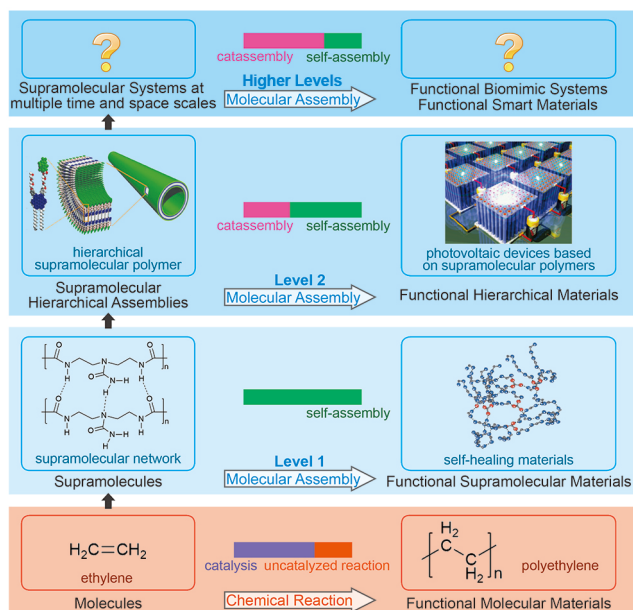 ?
catassembly self-assembly
?
Supramolecular Systems at
multiple time and space scales
Higher Levels
Molecular Assembly
Functional Biomimic Systems
Functional Smart Materials
hierarchical
supramolecular polymer
catassembly
self-assembly
photovoltaic devices based
on supramolecular polymers
Supramolecular
Hierarchical Assemblies
Level 2
Molecular Assembly
Functional Hierarchical Materials
O O
N N N n
H H
O N H
H
O O
N N N n
H H
O N H
H
supramolecular network
self-assembly
self-healing materials
Supramolecules
Level 1
Molecular Assembly
Functional Supramolecular Materials
H2C=CH2
ethylene
catalysis uncatalyzed reaction
H2
C
C
H2
n
polyethylene
Molecules
Chemical Reaction
Functional Molecular Materials